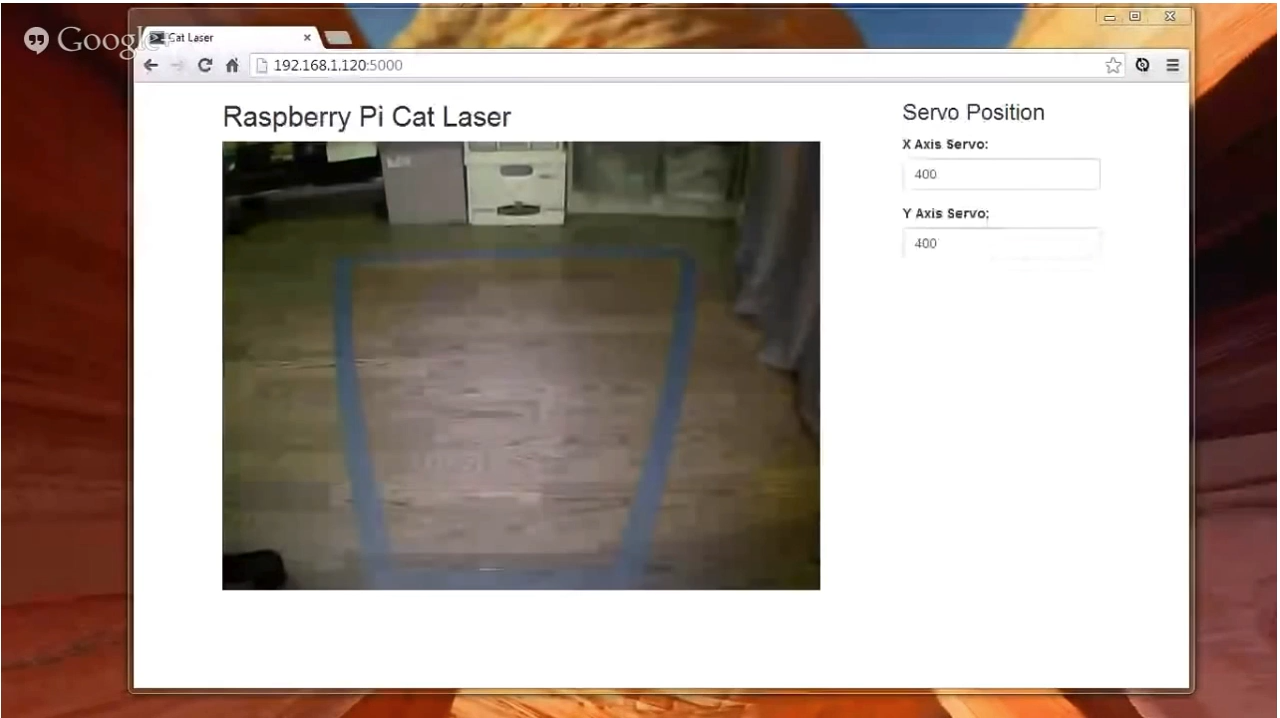 Google+
Cat Laser
192.168.1.120:5000
Raspberry Pi Cat Laser
Servo Position
X Axis Servo:
400
Y Axis Servo:
400